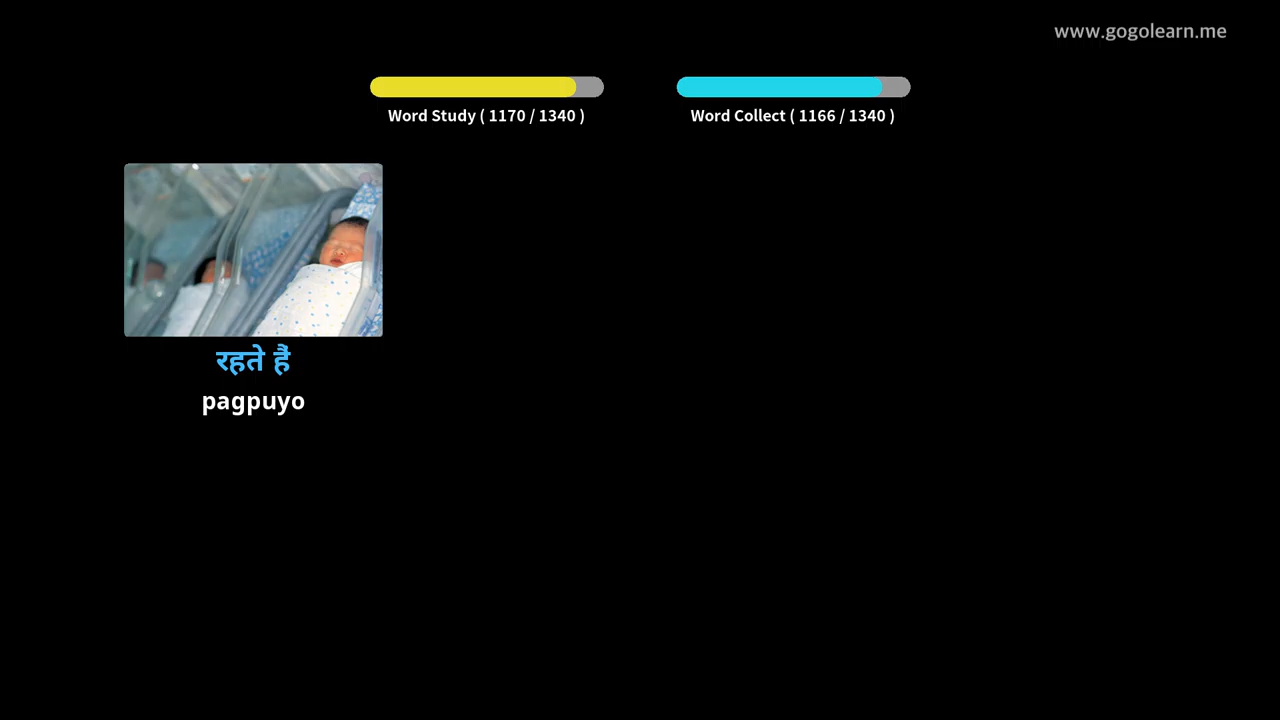 www.gogolearn.me
Word Study ( 1170 / 1340 )
Word Collect ( 1166 / 1340 )
रहते हैं
pagpuyo